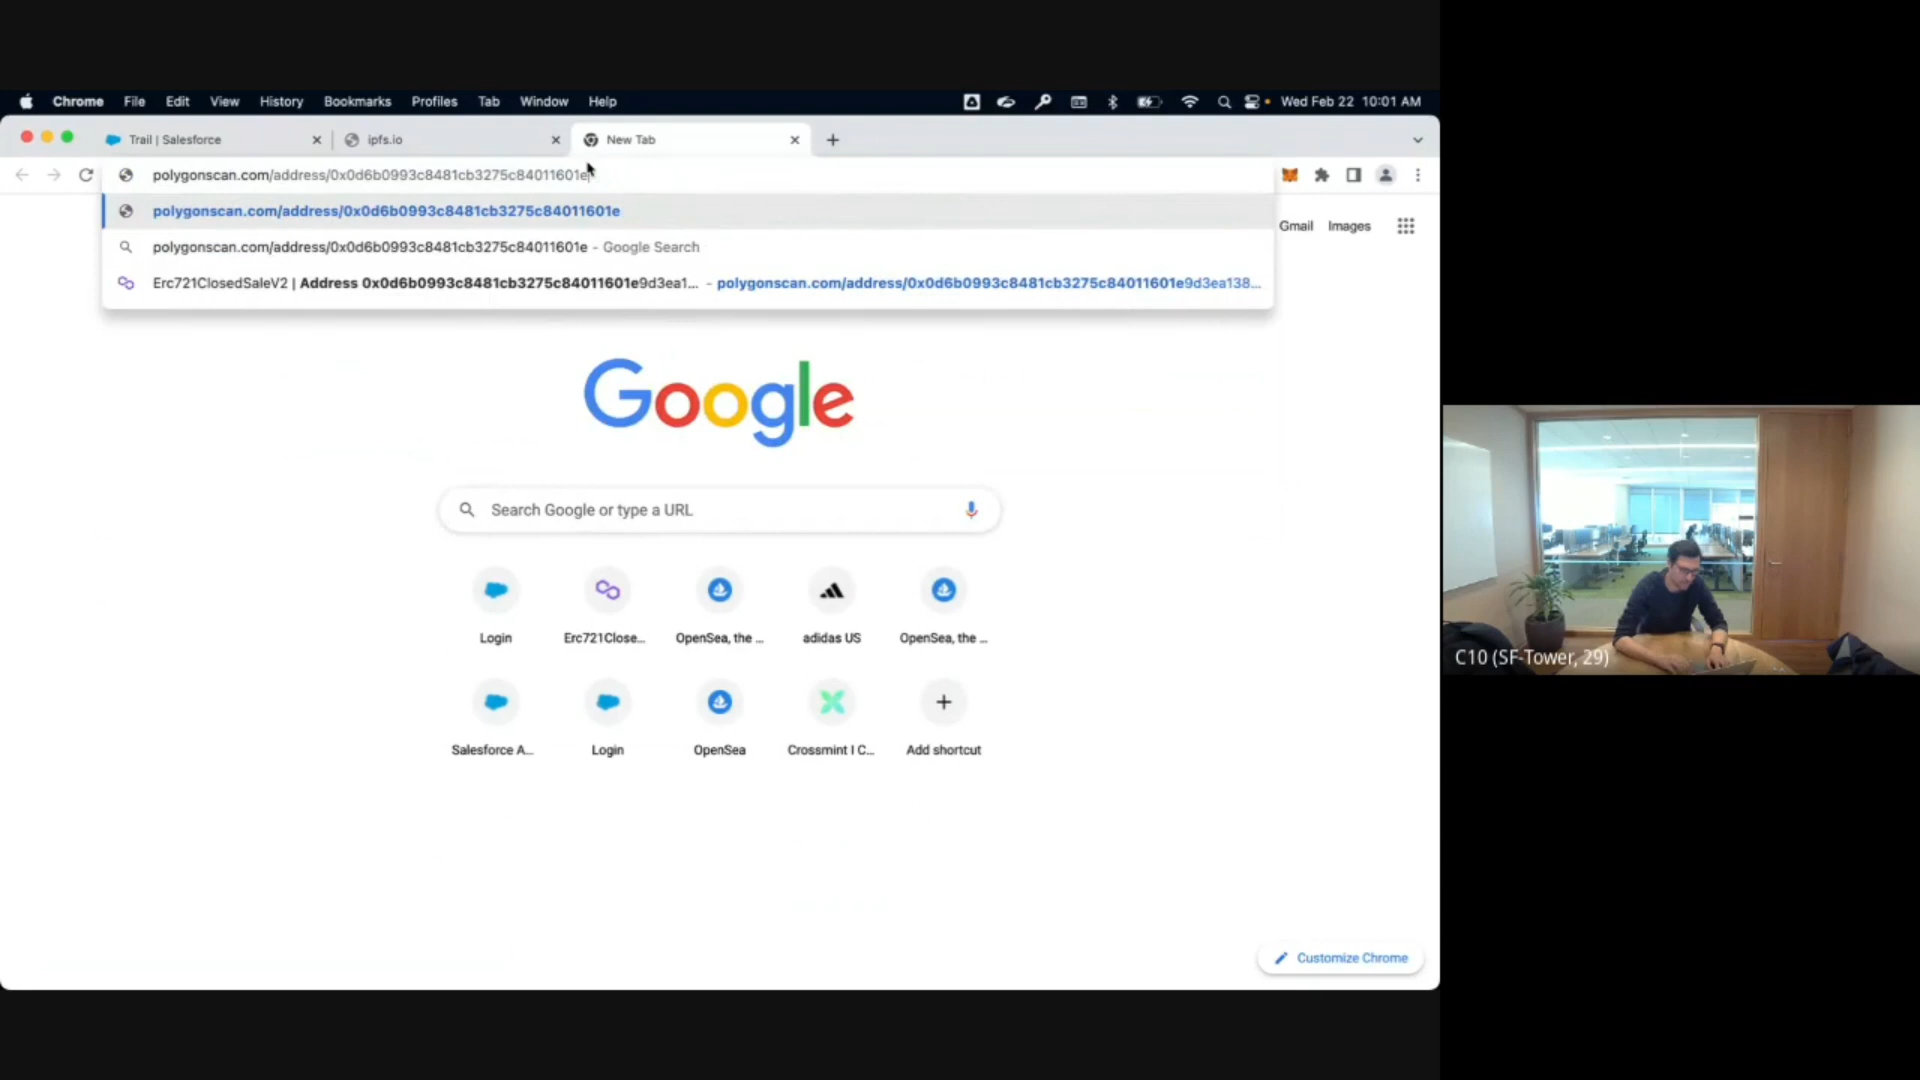 Chrome File Edit View History Bookmarks Profiles Tab Window Help Wed Feb 22 10:01 AM
Trail | Salesforce ipfs.io New Tab
polygonscan.com/address/0x0d6b0993c8481cb3275c84011601e
polygonscan.com/address/0x0d6b0993c8481cb3275c84011601e
polygonscan.com/address/0x0d6b0993c8481cb3275c84011601e - Google Search
Erc721ClosedSaleV2 | Address 0x0d6b0993c8481cb3275c84011601e9d3ea1... - polygonscan.com/address/0x0d6b0993c8481cb3275c84011601e9d3ea138...
Gmail Images
Google
Search Google or type a URL
Login Erc721Close... OpenSea, the ... adidas US OpenSea, the ...
Salesforce A... Login OpenSea Crossmint I C... Add shortcut
Customize Chrome
C10 (SF-Tower, 29)